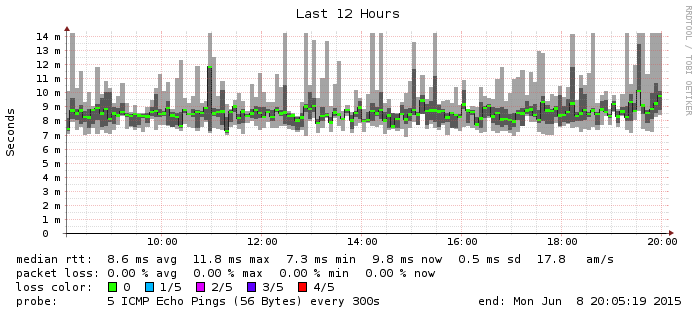 Last 12 Hours
RRDTOOL / TOBI OETIKER
Seconds
14 m
13 m
12 m
11 m
10 m
9 m
8 m
7 m
6 m
5 m
4 m
3 m
2 m
1 m
0
10:00 12:00 14:00 16:00 18:00 20:00
median rtt: 8.6 ms avg 11.8 ms max 7.3 ms min 9.8 ms now 0.5 ms sd 17.8 am/s
packet loss: 0.00 % avg 0.00 % max 0.00 % min 0.00 % now
loss color: 0 1/5 2/5 3/5 4/5
probe: 5 ICMP Echo Pings (56 Bytes) every 300s end: Mon Jun 8 20:05:19 2015